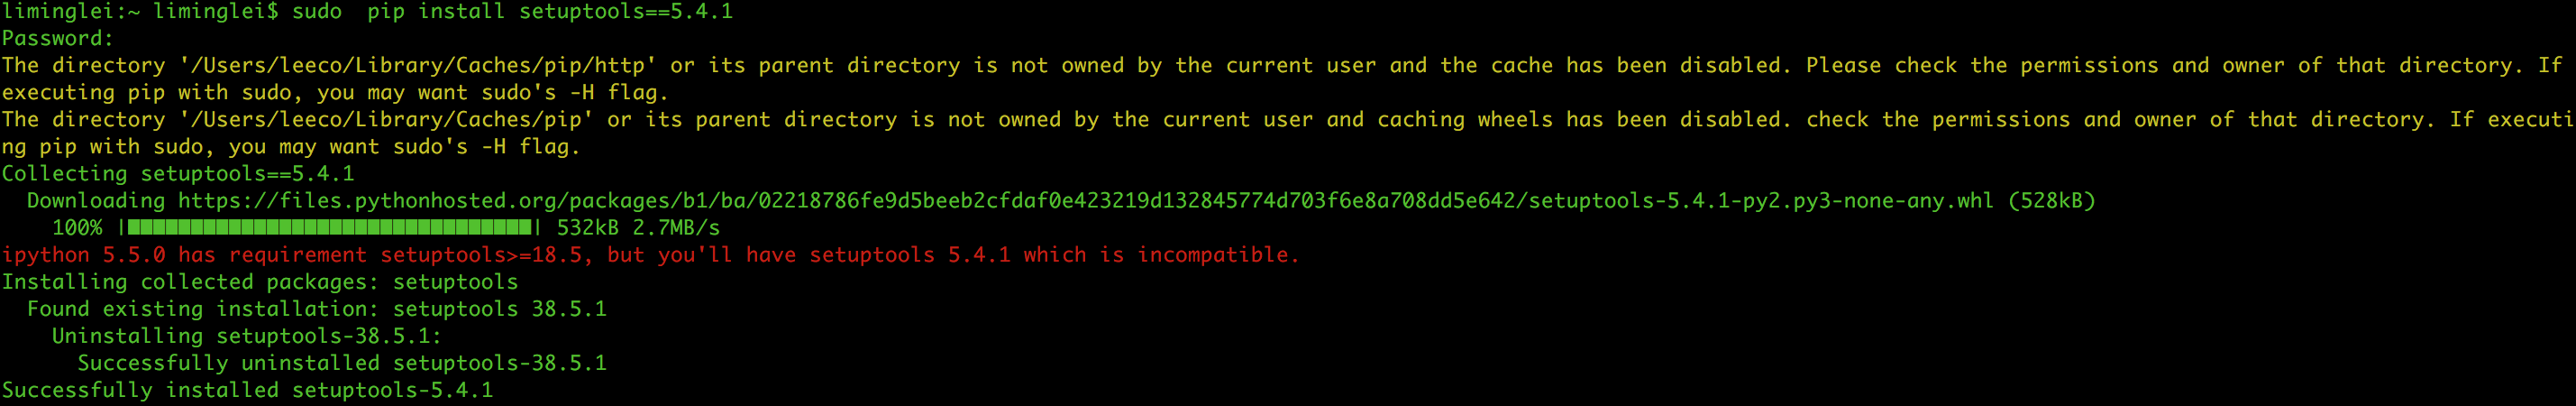 liminglei:~ liminglei$ sudo  pip install setuptools==5.4.1
Password:
The directory '/Users/leeco/Library/Caches/pip/http' or its parent directory is not owned by the current user and the cache has been disabled. Please check the permissions and owner of that directory. If
executing pip with sudo, you may want sudo's -H flag.
The directory '/Users/leeco/Library/Caches/pip' or its parent directory is not owned by the current user and caching wheels has been disabled. check the permissions and owner of that directory. If executi
ng pip with sudo, you may want sudo's -H flag.
Collecting setuptools==5.4.1
  Downloading https://files.pythonhosted.org/packages/b1/ba/02218786fe9d5beeb2cfdaf0e423219d132845774d703f6e8a708dd5e642/setuptools-5.4.1-py2.py3-none-any.whl (528kB)
    100% |████████████████████████████████| 532kB 2.7MB/s
ipython 5.5.0 has requirement setuptools>=18.5, but you'll have setuptools 5.4.1 which is incompatible.
Installing collected packages: setuptools
  Found existing installation: setuptools 38.5.1
    Uninstalling setuptools-38.5.1:
      Successfully uninstalled setuptools-38.5.1
Successfully installed setuptools-5.4.1